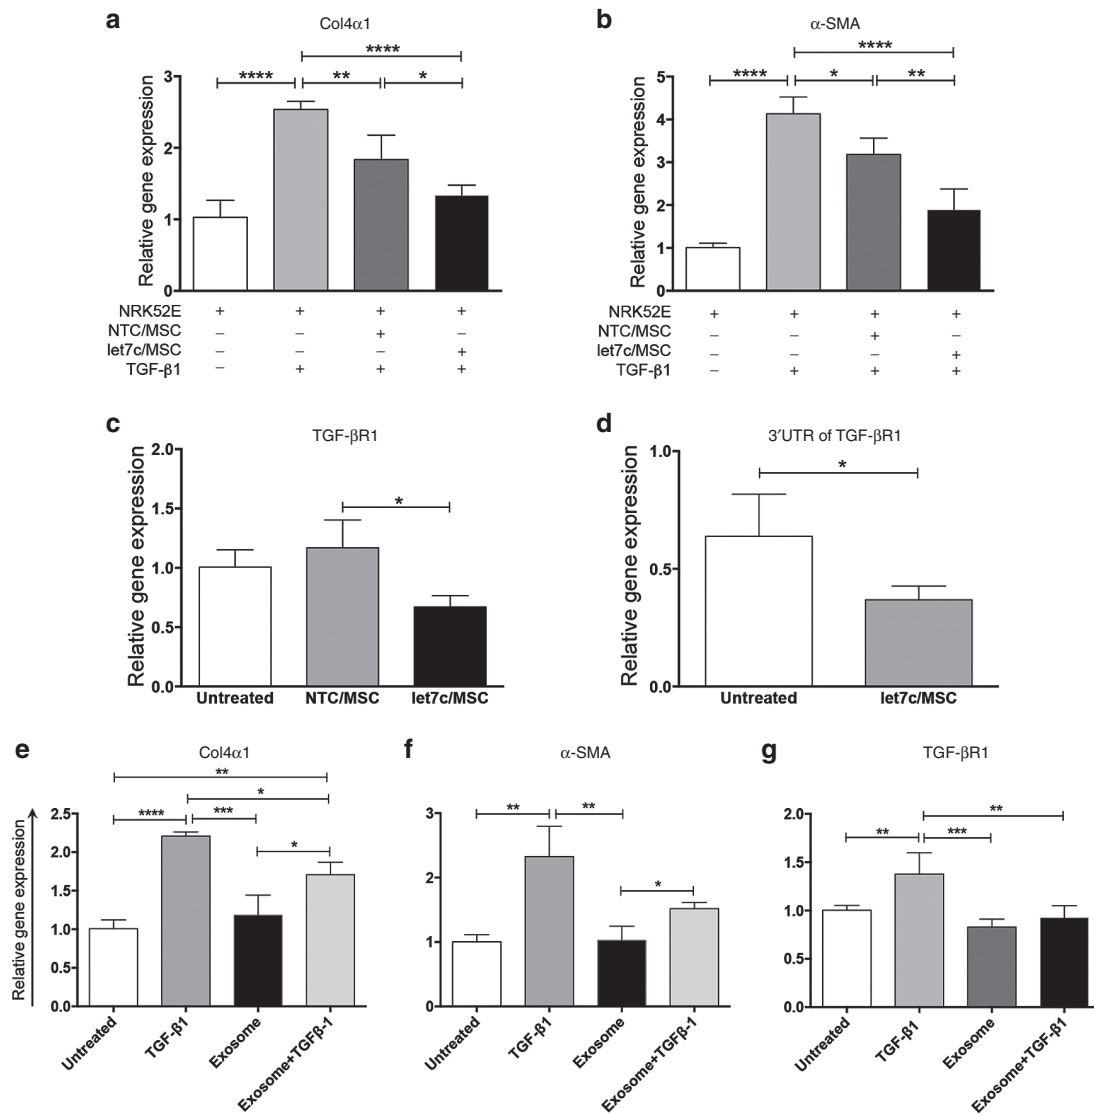 a
Col4α1
****
****
**
*
Relative gene expression
3
2
1
0
NRK52E + + + +
NTC/MSC – – + –
let7c/MSC – – – +
TGF-β1 – + + +
b
α-SMA
****
****
*
**
Relative gene expression
5
4
3
2
1
0
NRK52E + + + +
NTC/MSC – – + –
let7c/MSC – – – +
TGF-β1 – + + +
c
TGF-βR1
*
Relative gene expression
2.0
1.5
1.0
0.5
0.0
Untreated NTC/MSC let7c/MSC
d
3′UTR of TGF-βR1
*
Relative gene expression
1.0
0.5
0.0
Untreated let7c/MSC
e
Col4α1
**
*
****
***
*
Relative gene expression
2.5
2.0
1.5
1.0
0.5
0.0
Untreated
TGF-β1
Exosome
Exosome+TGFβ-1
f
α-SMA
**
**
*
3
2
1
0
Untreated
TGF-β1
Exosome
Exosome+TGFβ-1
g
TGF-βR1
**
**
***
2.0
1.5
1.0
0.5
0.0
Untreated
TGF-β1
Exosome
Exosome+TGF-β1